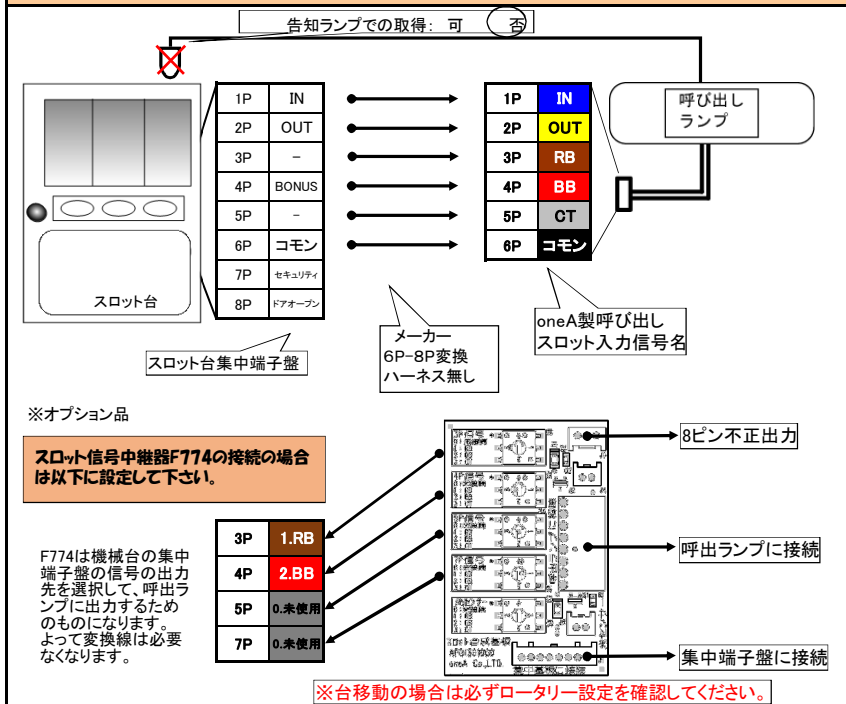 告知ランプでの取得: 可 否
1P IN
2P OUT
3P -
4P BONUS
5P -
6P コモン
7P セキュリティ
8P ドアオープン
1P IN
2P OUT
3P RB
4P BB
5P CT
6P コモン
呼び出し
ランプ
スロット台
スロット台集中端子盤
メーカー
6P-8P変換
ハーネス無し
oneA製呼び出し
スロット入力信号名
※オプション品
スロット信号中継器F774の接続の場合
は以下に設定して下さい。
F774は機械台の集中
端子盤の信号の出力
先を選択して、呼出ラ
ンプに出力するため
のものになります。
よって変換線は必要
なくなります。
3P 1.RB
4P 2.BB
5P 0.未使用
7P 0.未使用
8ピン不正出力
呼出ランプに接続
集中端子盤に接続
oneA Co.,LTD.
※台移動の場合は必ずロータリー設定を確認してください。